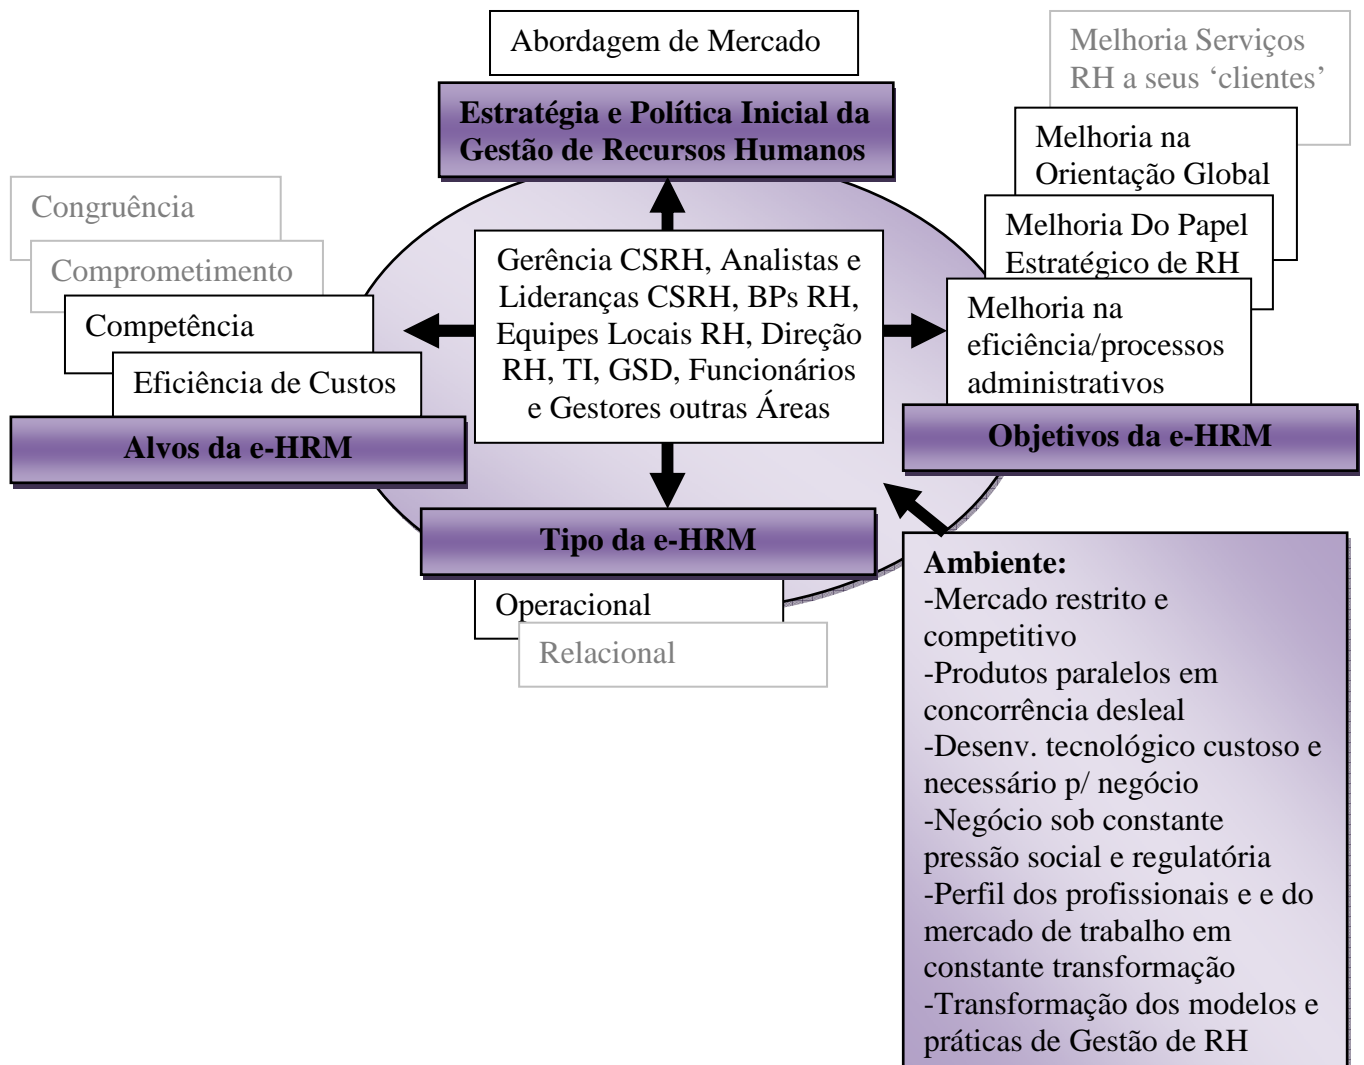 Abordagem de Mercado
Estratégia e Política Inicial da
Gestão de Recursos Humanos
Melhoria Serviços
RH a seus ‘clientes’
Melhoria na
Orientação Global
Melhoria Do Papel
Estratégico de RH
Melhoria na
eficiência/processos
administrativos
Objetivos da e-HRM
Congruência
Comprometimento
Competência
Eficiência de Custos
Alvos da e-HRM
Gerência CSRH, Analistas e
Lideranças CSRH, BPs RH,
Equipes Locais RH, Direção
RH, TI, GSD, Funcionários
e Gestores outras Áreas
Tipo da e-HRM
Operacional
Relacional
Ambiente:
-Mercado restrito e
competitivo
-Produtos paralelos em
concorrência desleal
-Desenv. tecnológico custoso e
necessário p/ negócio
-Negócio sob constante
pressão social e regulatória
-Perfil dos profissionais e e do
mercado de trabalho em
constante transformação
-Transformação dos modelos e
práticas de Gestão de RH